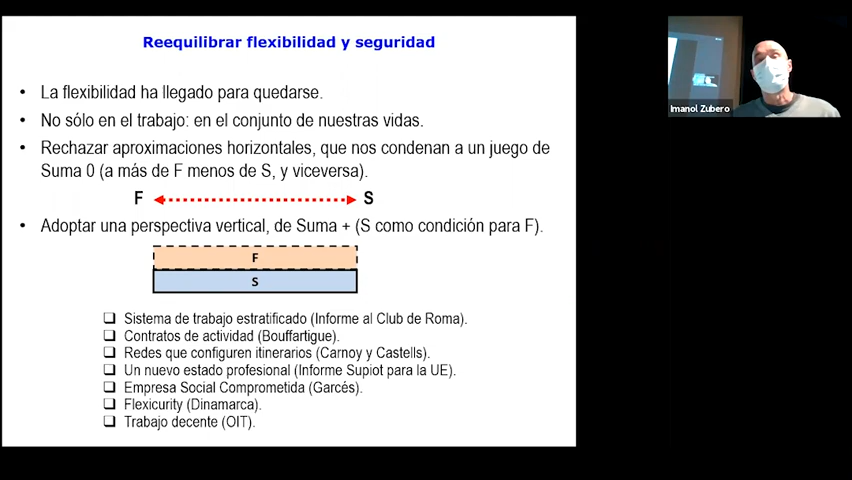 Reequilibrar flexibilidad y seguridad
• La flexibilidad ha llegado para quedarse.
• No sólo en el trabajo: en el conjunto de nuestras vidas.
• Rechazar aproximaciones horizontales, que nos condenan a un juego de
Suma 0 (a más de F menos de S, y viceversa).
F S
• Adoptar una perspectiva vertical, de Suma + (S como condición para F).
F
S
❑ Sistema de trabajo estratificado (Informe al Club de Roma).
❑ Contratos de actividad (Bouffartigue).
❑ Redes que configuren itinerarios (Carnoy y Castells).
❑ Un nuevo estado profesional (Informe Supiot para la UE).
❑ Empresa Social Comprometida (Garcés).
❑ Flexicurity (Dinamarca).
❑ Trabajo decente (OIT).
Imanol Zubero